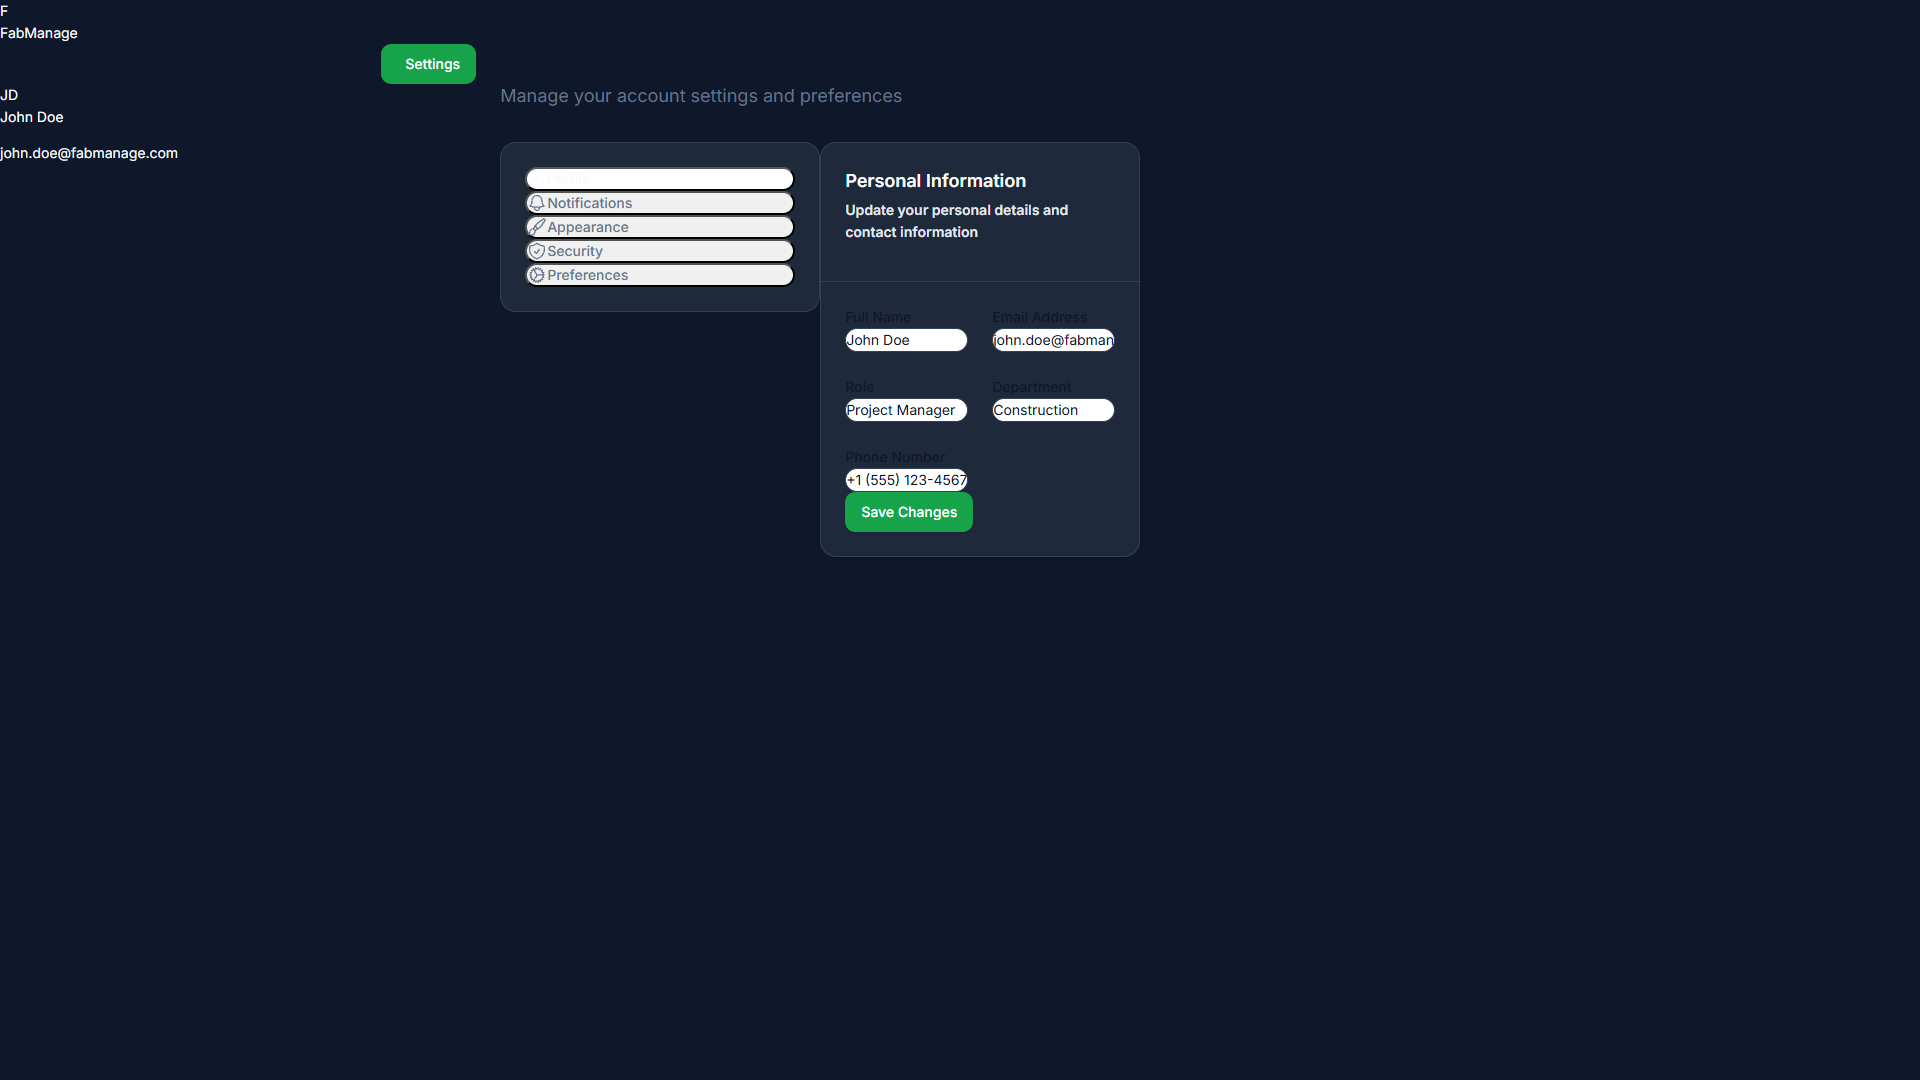 F
FabManage
Settings
JD
John Doe
john.doe@fabmanage.com
Manage your account settings and preferences
Profile
Notifications
Appearance
Security
Preferences
Personal Information
Update your personal details and
contact information
Full Name
Email Address
John Doe
john.doe@fabman
Role
Department
Project Manager
Construction
Phone Number
+1 (555) 123-4567
Save Changes